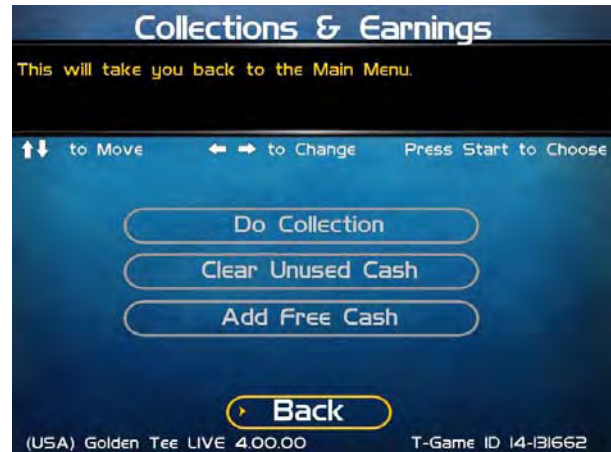 Collections & Earnings
This will take you back to the Main Menu.
to Move to Change Press Start to Choose
Do Collection
Clear Unused Cash
Add Free Cash
Back
(USA) Golden Tee LIVE 4.00.00 T-Game ID 14-131662